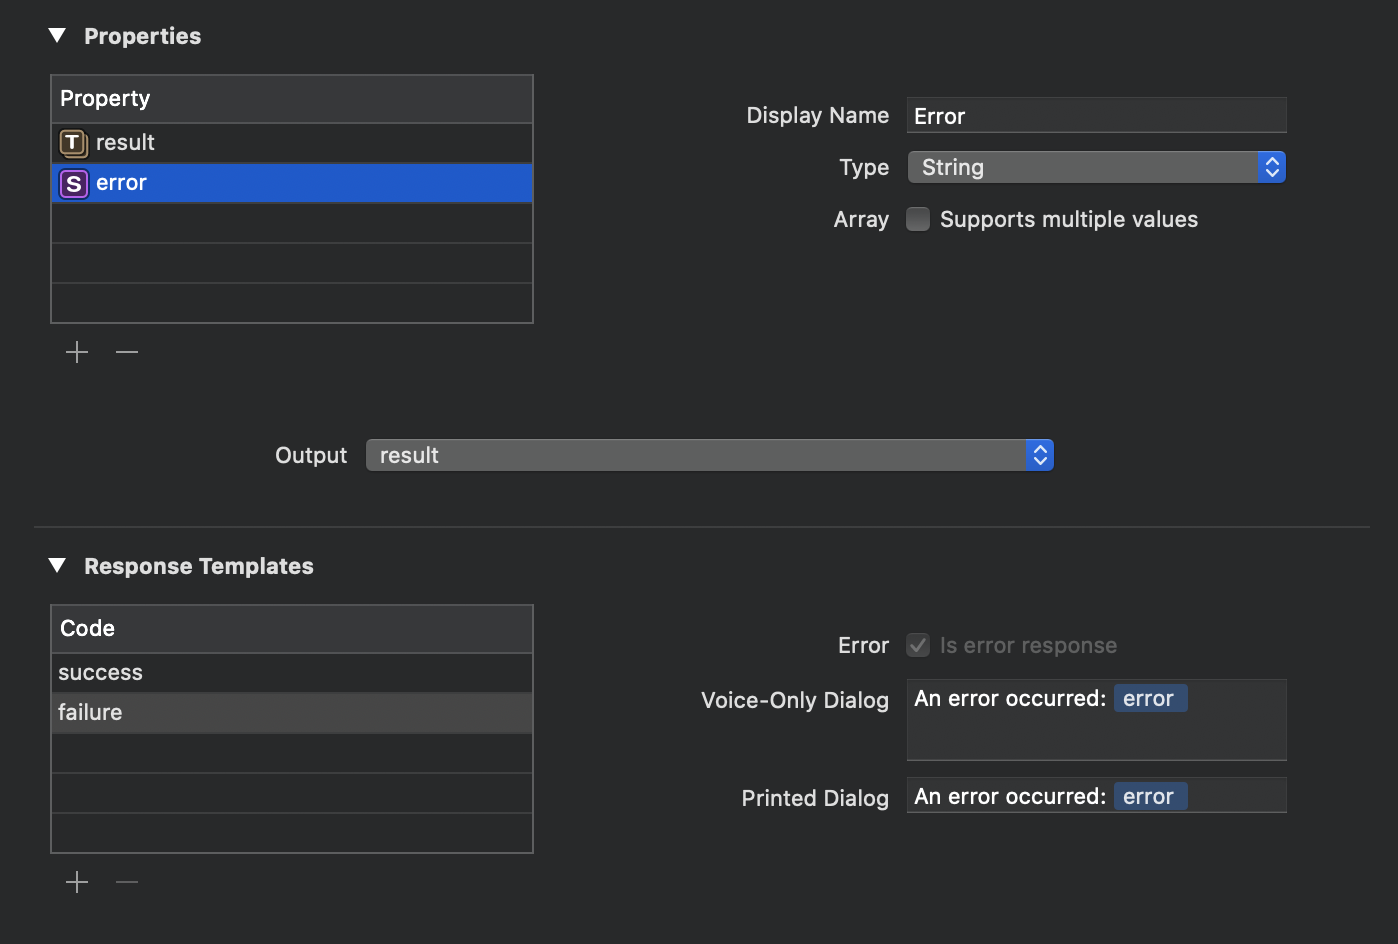 Properties
Property
T result
S error
Display Name Error
Type String
Array Supports multiple values
Output result
Response Templates
Code
success
failure
Error Is error response
Voice-Only Dialog An error occurred: error
Printed Dialog An error occurred: error